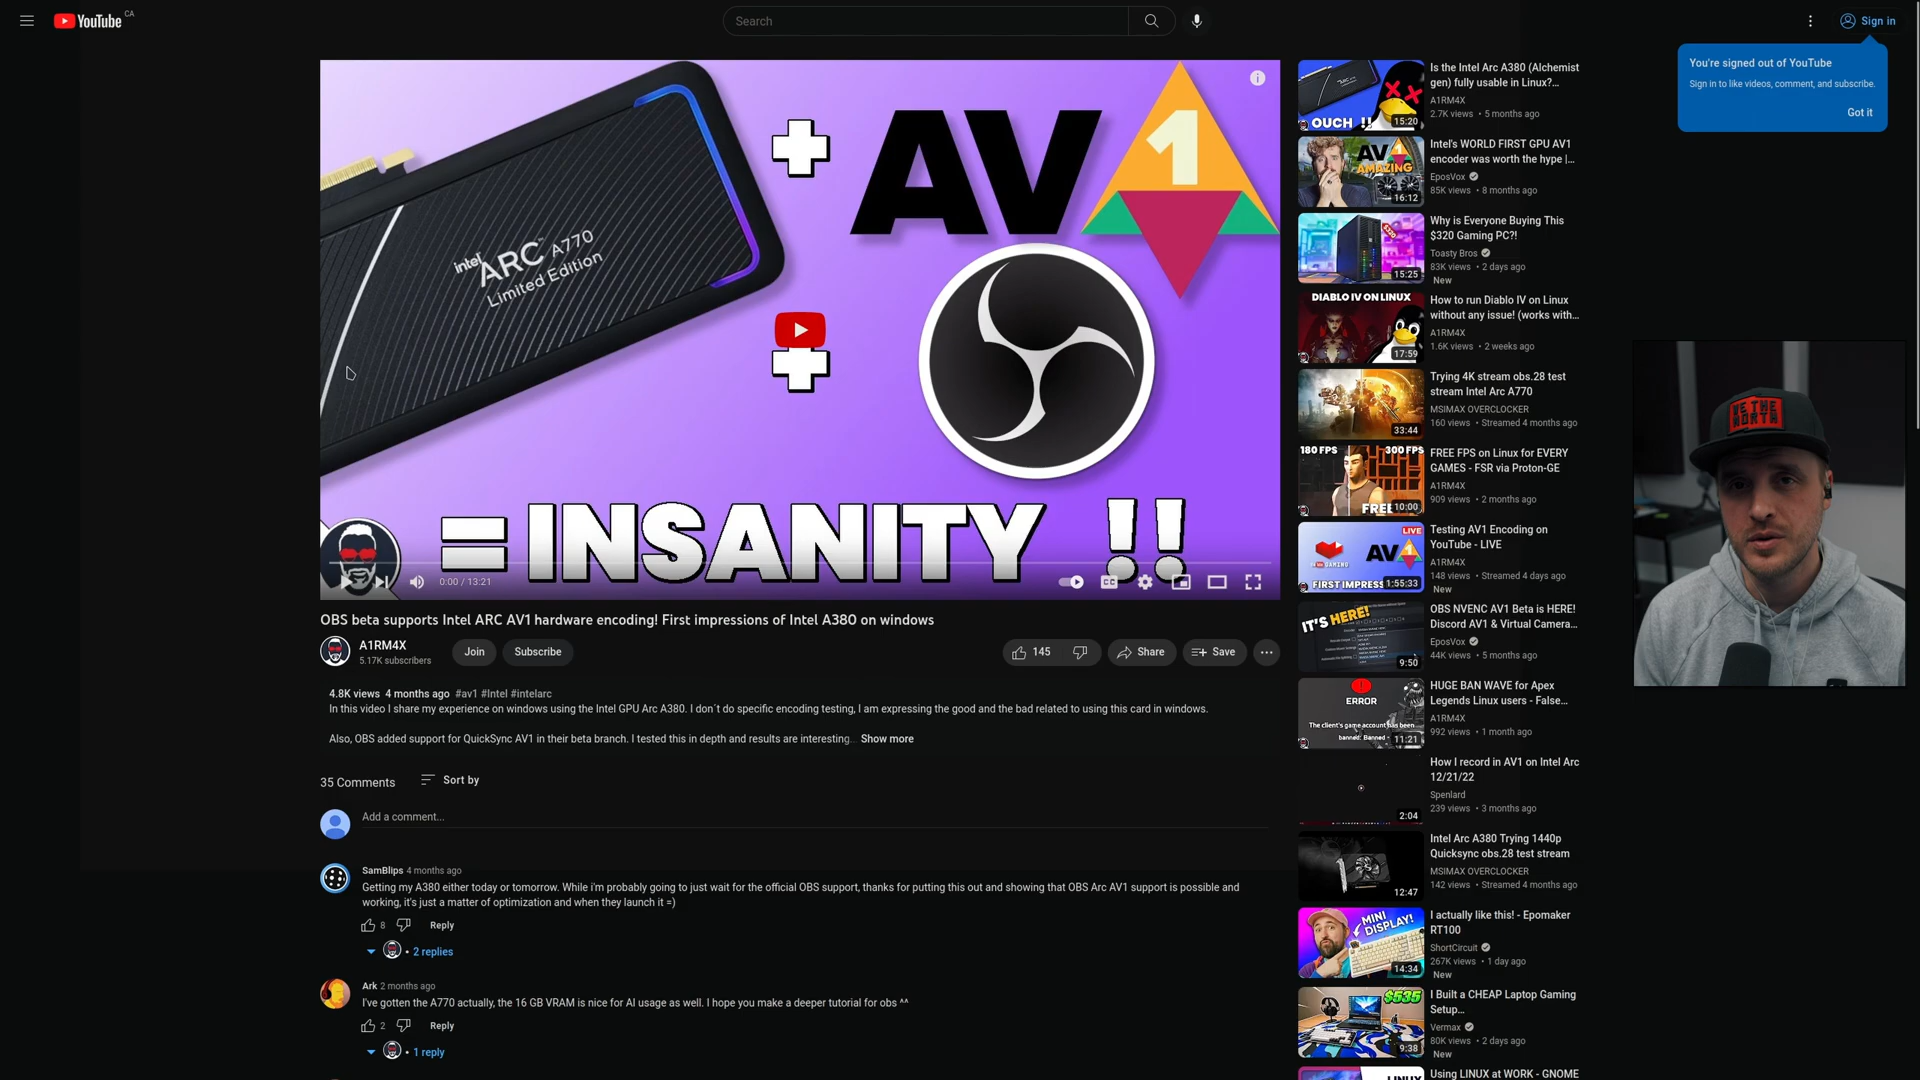 YouTube CA
Search
Sign in
You're signed out of YouTube
Sign in to like videos, comment, and subscribe.
Got it
+ AV1
intel ARC A770
Limited Edition
+
= INSANITY !!
0:00 / 13:21
CC
OBS beta supports Intel ARC AV1 hardware encoding! First impressions of Intel A380 on windows
A1RM4X
5.17K subscribers
Join
Subscribe
145
Share
Save
4.8K views 4 months ago #av1 #Intel #intelarc
In this video I share my experience on windows using the Intel GPU Arc A380. I don´t do specific encoding testing, I am expressing the good and the bad related to using this card in windows.
Also, OBS added support for QuickSync AV1 in their beta branch. I tested this in depth and results are interesting... Show more
35 Comments
Sort by
Add a comment...
SamBlips 4 months ago
Getting my A380 either today or tomorrow. While i'm probably going to just wait for the official OBS support, thanks for putting this out and showing that OBS Arc AV1 support is possible and
working, it's just a matter of optimization and when they launch it =)
8
Reply
• 2 replies
Ark 2 months ago
I've gotten the A770 actually, the 16 GB VRAM is nice for AI usage as well. I hope you make a deeper tutorial for obs ^^
2
Reply
• 1 reply
OUCH !!
15:20
Is the Intel Arc A380 (Alchemist
gen) fully usable in Linux?...
A1RM4X
2.7K views • 5 months ago
AV1
AMAZING
16:12
Intel's WORLD FIRST GPU AV1
encoder was worth the hype |...
EposVox
85K views • 8 months ago
15:25
Why is Everyone Buying This
$320 Gaming PC?!
Toasty Bros
83K views • 2 days ago
New
DIABLO IV ON LINUX
17:59
How to run Diablo IV on Linux
without any issue! (works with...
A1RM4X
1.6K views • 2 weeks ago
33:44
Trying 4K stream obs.28 test
stream Intel Arc A770
MSIMAX OVERCLOCKER
160 views • Streamed 4 months ago
180 FPS 300 FPS
FREE
10:00
FREE FPS on Linux for EVERY
GAMES - FSR via Proton-GE
A1RM4X
909 views • 2 months ago
LIVE
AV1
FIRST IMPRESS
1:55:33
Testing AV1 Encoding on
YouTube - LIVE
A1RM4X
148 views • Streamed 4 days ago
New
IT'S HERE!
9:50
OBS NVENC AV1 Beta is HERE!
Discord AV1 & Virtual Camera...
EposVox
44K views • 5 months ago
ERROR
The client's game account has been
banned: Banned
11:21
HUGE BAN WAVE for Apex
Legends Linux users - False...
A1RM4X
992 views • 1 month ago
2:04
How I record in AV1 on Intel Arc
12/21/22
Spenlard
239 views • 3 months ago
12:47
Intel Arc A380 Trying 1440p
Quicksync obs.28 test stream
MSIMAX OVERCLOCKER
142 views • Streamed 4 months ago
MINI DISPLAY!
14:34
I actually like this! - Epomaker
RT100
ShortCircuit
267K views • 1 day ago
New
$535
9:38
I Built a CHEAP Laptop Gaming
Setup...
Vermax
80K views • 2 days ago
New
Using LINUX at WORK - GNOME
WE THE
NORTH